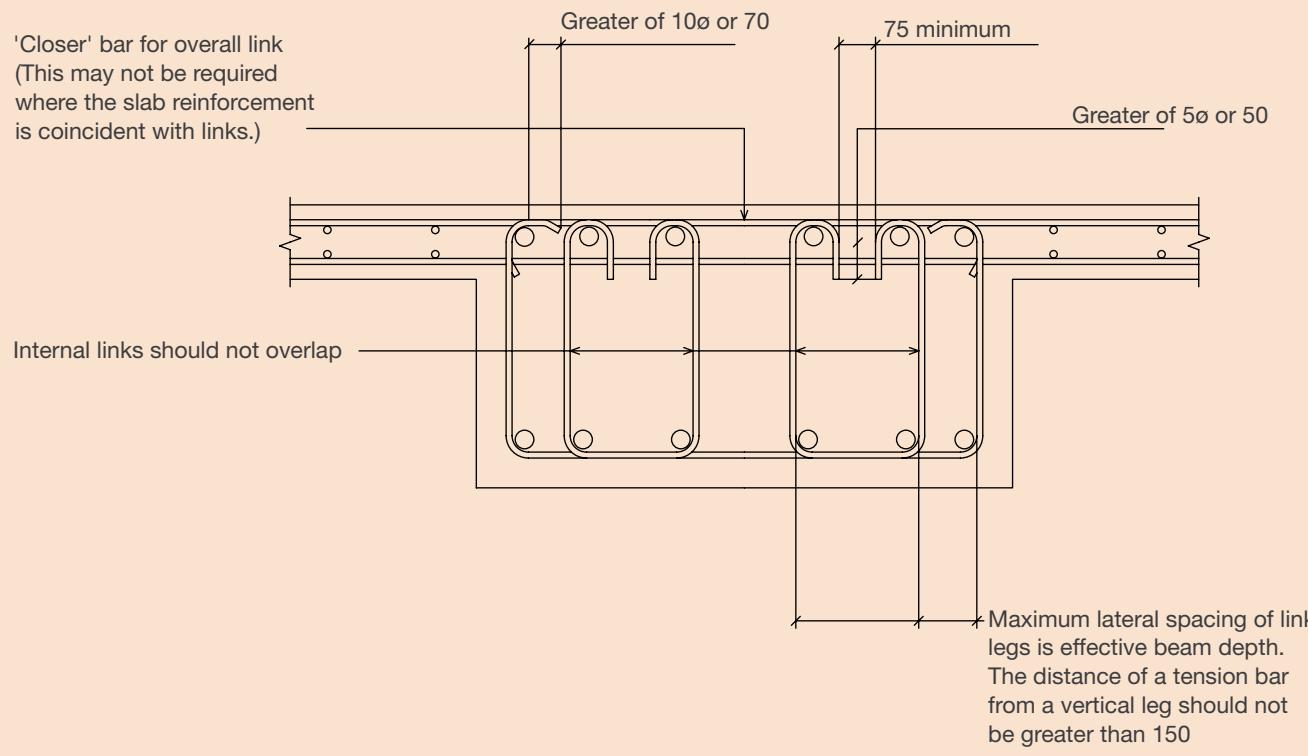 Greater of 10ø or 70
75 minimum
'Closer' bar for overall link
(This may not be required
where the slab reinforcement
is coincident with links.)
Greater of 5ø or 50
Internal links should not overlap
Maximum lateral spacing of link
legs is effective beam depth.
The distance of a tension bar
from a vertical leg should not
be greater than 150